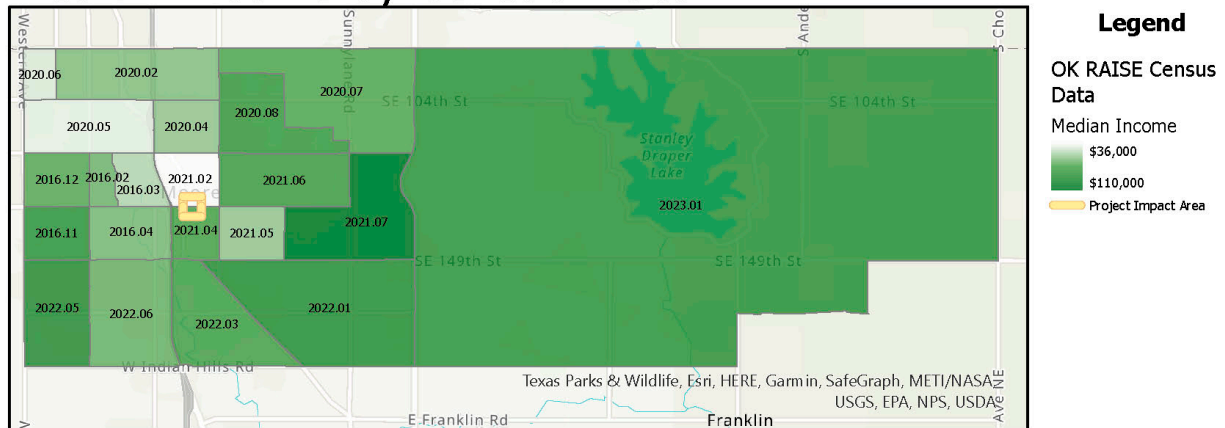 Legend
OK RAISE Census
Data
Median Income
$36,000
$110,000
Project Impact Area
Sunnylane Rd
S Ande
S Cho
2020.06
2020.02
2020.07
SE 104th St
SE 104th St
2020.08
2020.05
2020.04
Stanley
Draper
Lake
2016.12
2016.02
2016.03
2021.02
2021.06
Moore
2023.01
2016.11
2016.04
2021.04
2021.05
2021.07
SE 149th St
SE 149th St
2022.05
2022.06
2022.03
2022.01
W Indian Hills Rd
Ave NE
Texas Parks & Wildlife, Esri, HERE, Garmin, SafeGraph, METI/NASA,
USGS, EPA, NPS, USDA
E Franklin Rd
Franklin